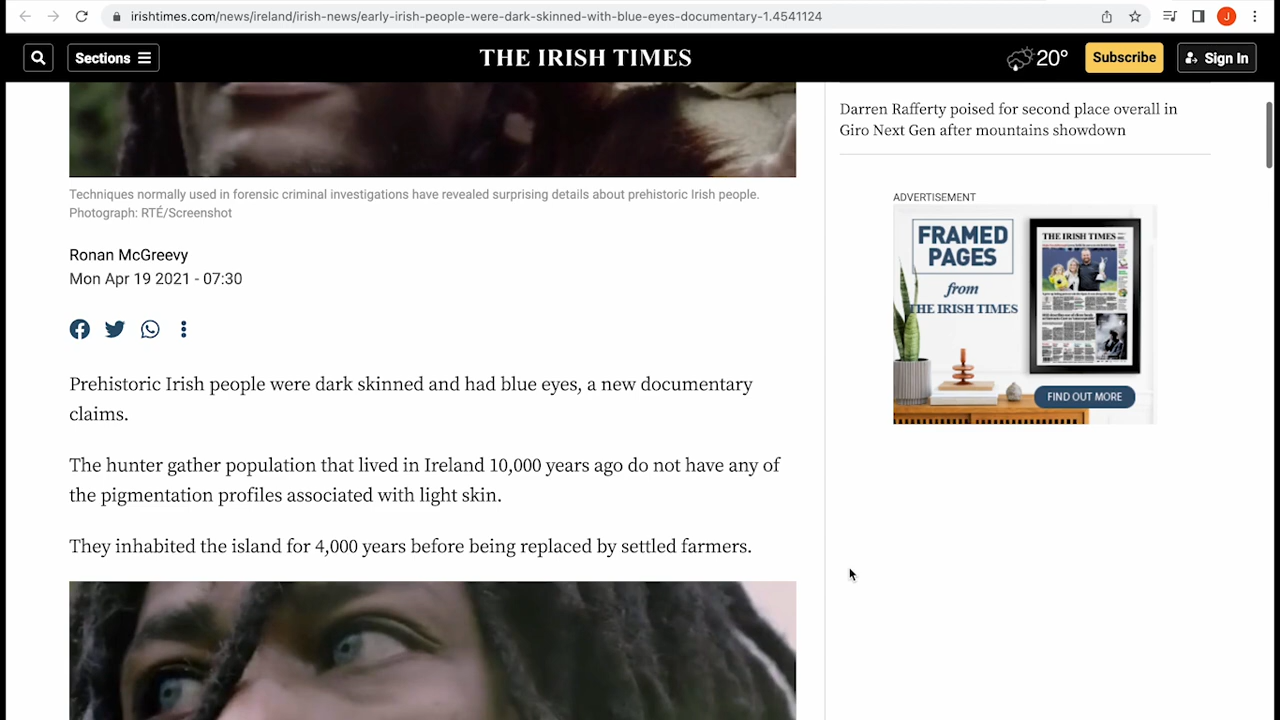 irishtimes.com/news/ireland/irish-news/early-irish-people-were-dark-skinned-with-blue-eyes-documentary-1.4541124
J
Sections
THE IRISH TIMES
20°
Subscribe
Sign In
Techniques normally used in forensic criminal investigations have revealed surprising details about prehistoric Irish people.
Photograph: RTÉ/Screenshot
Ronan McGreevy
Mon Apr 19 2021 - 07:30
Prehistoric Irish people were dark skinned and had blue eyes, a new documentary
claims.
The hunter gather population that lived in Ireland 10,000 years ago do not have any of
the pigmentation profiles associated with light skin.
They inhabited the island for 4,000 years before being replaced by settled farmers.
Darren Rafferty poised for second place overall in
Giro Next Gen after mountains showdown
ADVERTISEMENT
FRAMED
PAGES
from
THE IRISH TIMES
THE IRISH TIMES
FIND OUT MORE